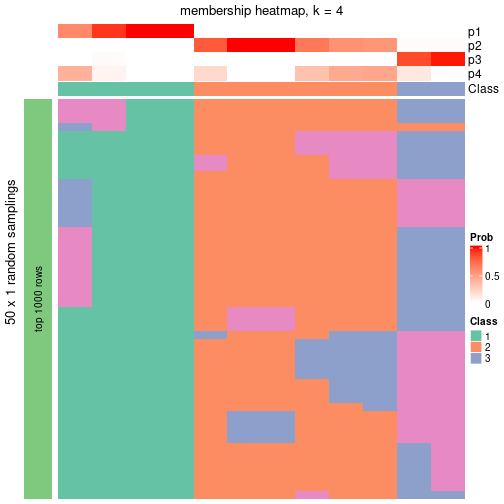 membership heatmap, k = 4
p1
p2
p3
p4
Class
50 x 1 random samplings
top 1000 rows
Prob
1
0.5
0
Class
1
2
3